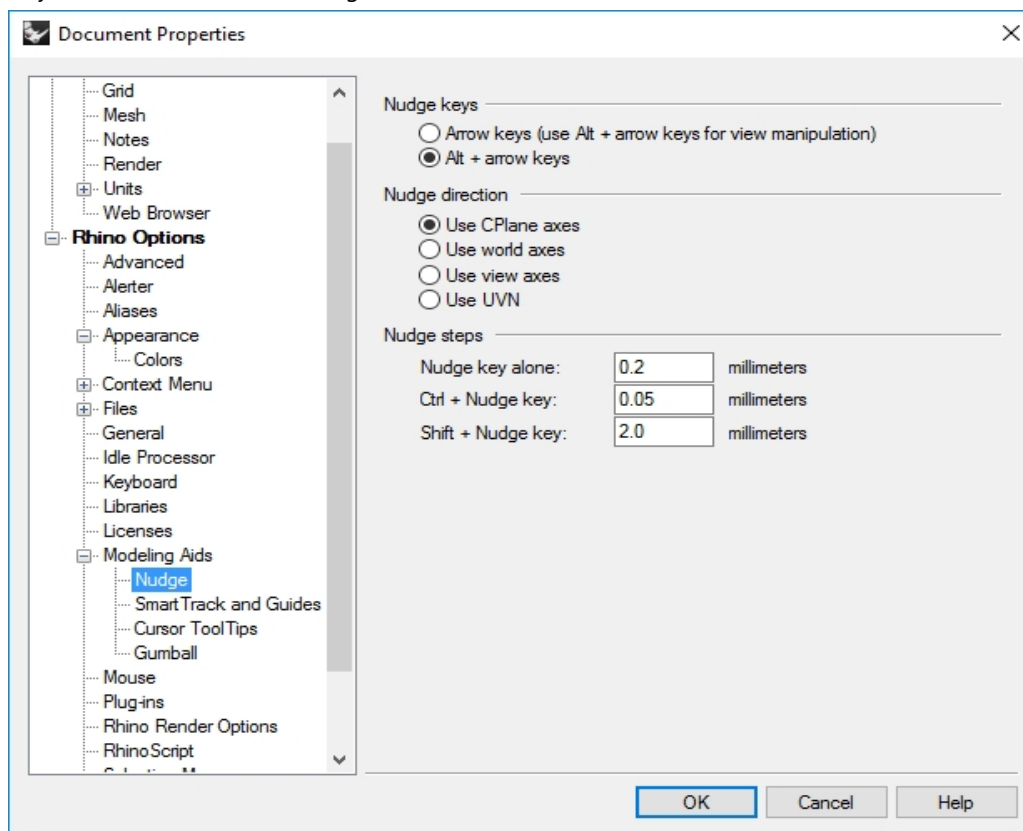 Document Properties
Grid
Mesh
Notes
Render
Units
Web Browser
Rhino Options
Advanced
Alerter
Aliases
Appearance
Colors
Context Menu
Files
General
Idle Processor
Keyboard
Libraries
Licenses
Modeling Aids
Nudge
SmartTrack and Guides
Cursor ToolTips
Gumball
Mouse
Plug-ins
Rhino Render Options
RhinoScript
Nudge keys
Arrow keys (use Alt + arrow keys for view manipulation)
Alt + arrow keys
Nudge direction
Use CPlane axes
Use world axes
Use view axes
Use UVN
Nudge steps
Nudge key alone: 0.2 millimeters
Ctrl + Nudge key: 0.05 millimeters
Shift + Nudge key: 2.0 millimeters
OK Cancel Help